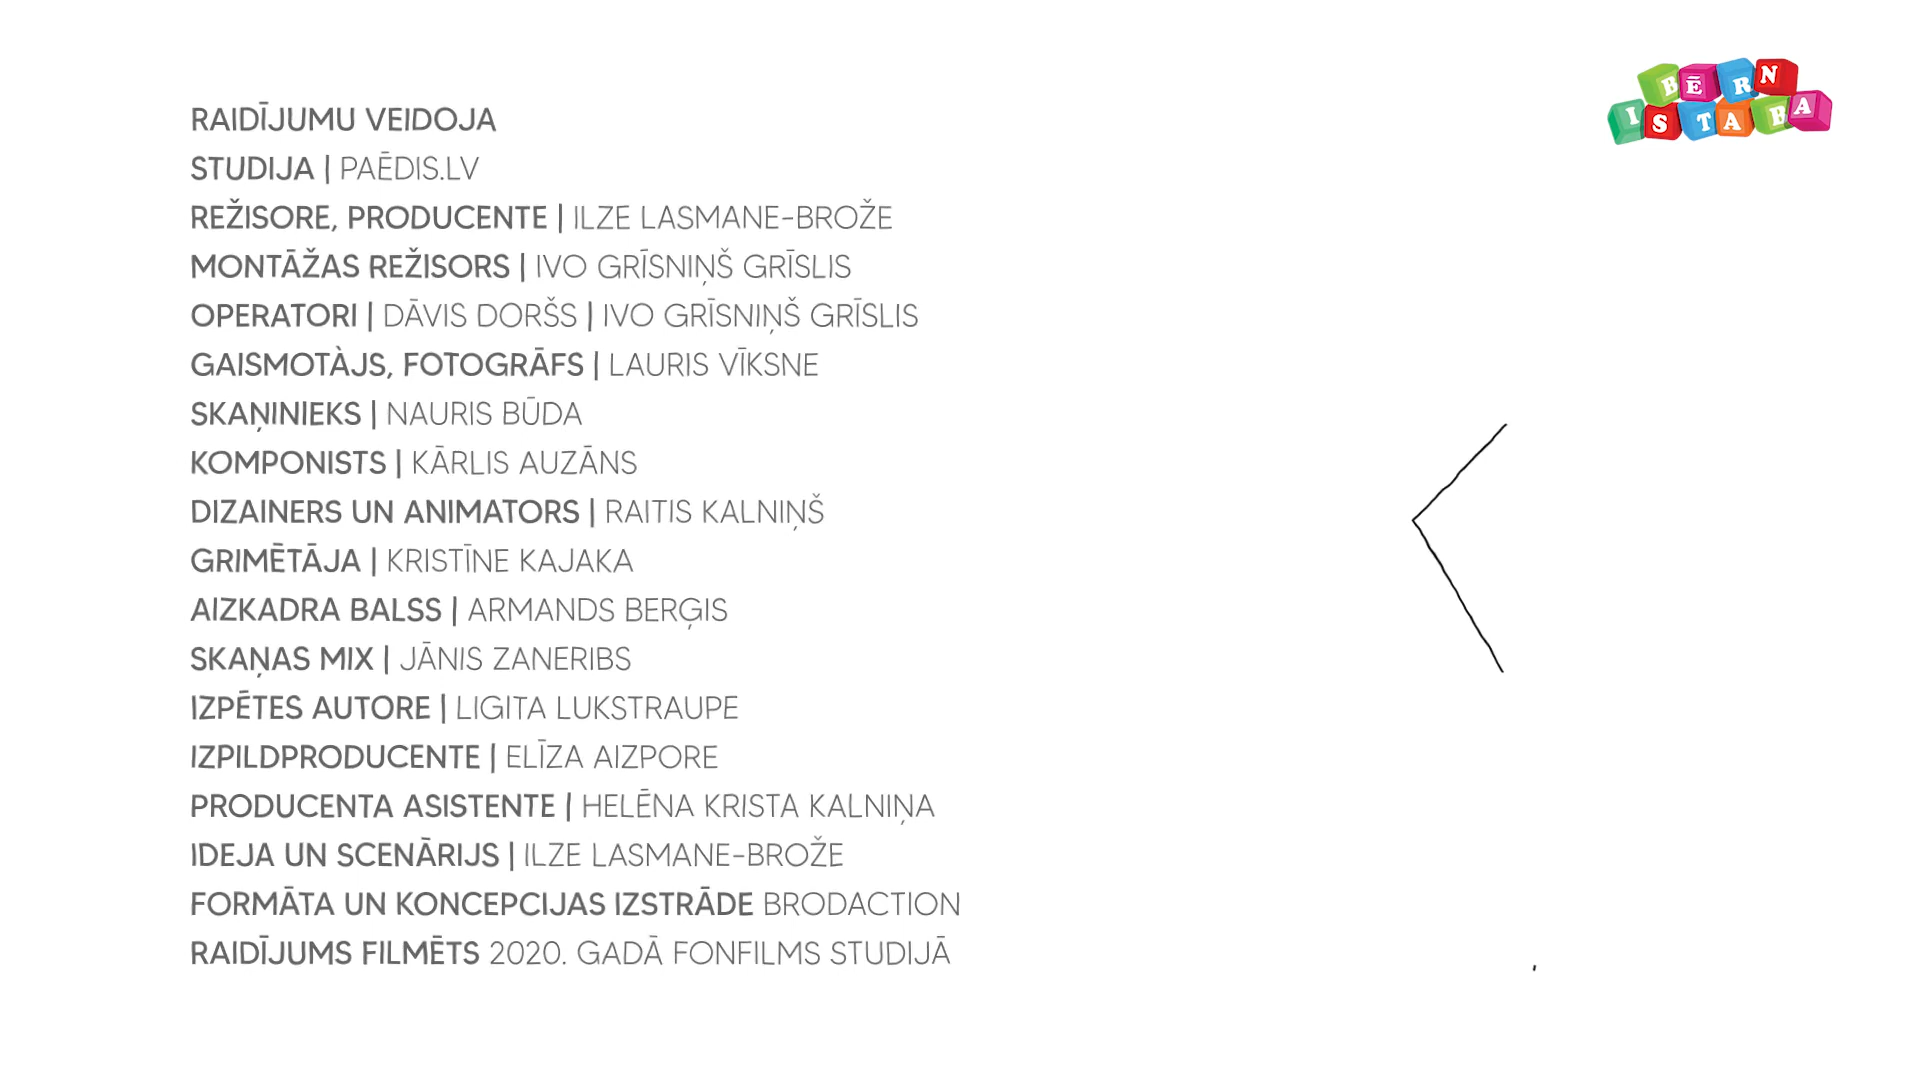 RAIDĪJUMU VEIDOJA
STUDIJA | PAĒDIS.LV
REŽISORE, PRODUCENTE | ILZE LASMANE-BROŽE
MONTĀŽAS REŽISORS | IVO GRĪSNIŅŠ GRĪSLIS
OPERATORI | DĀVIS DORŠS | IVO GRĪSNIŅŠ GRĪSLIS
GAISMOTÀJS, FOTOGRĀFS | LAURIS VĪKSNE
SKAŅINIEKS | NAURIS BŪDA
KOMPONISTS | KĀRLIS AUZĀNS
DIZAINERS UN ANIMATORS | RAITIS KALNIŅŠ
GRIMĒTĀJA | KRISTĪNE KAJAKA
AIZKADRA BALSS | ARMANDS BERĢIS
SKAŅAS MIX | JĀNIS ZANERIBS
IZPĒTES AUTORE | LIGITA LUKSTRAUPE
IZPILDPRODUCENTE | ELĪZA AIZPORE
PRODUCENTA ASISTENTE | HELĒNA KRISTA KALNIŅA
IDEJA UN SCENĀRIJS | ILZE LASMANE-BROŽE
FORMĀTA UN KONCEPCIJAS IZSTRĀDE BRODACTION
RAIDĪJUMS FILMĒTS 2020. GADĀ FONFILMS STUDIJĀ
BĒRN
ISTABA